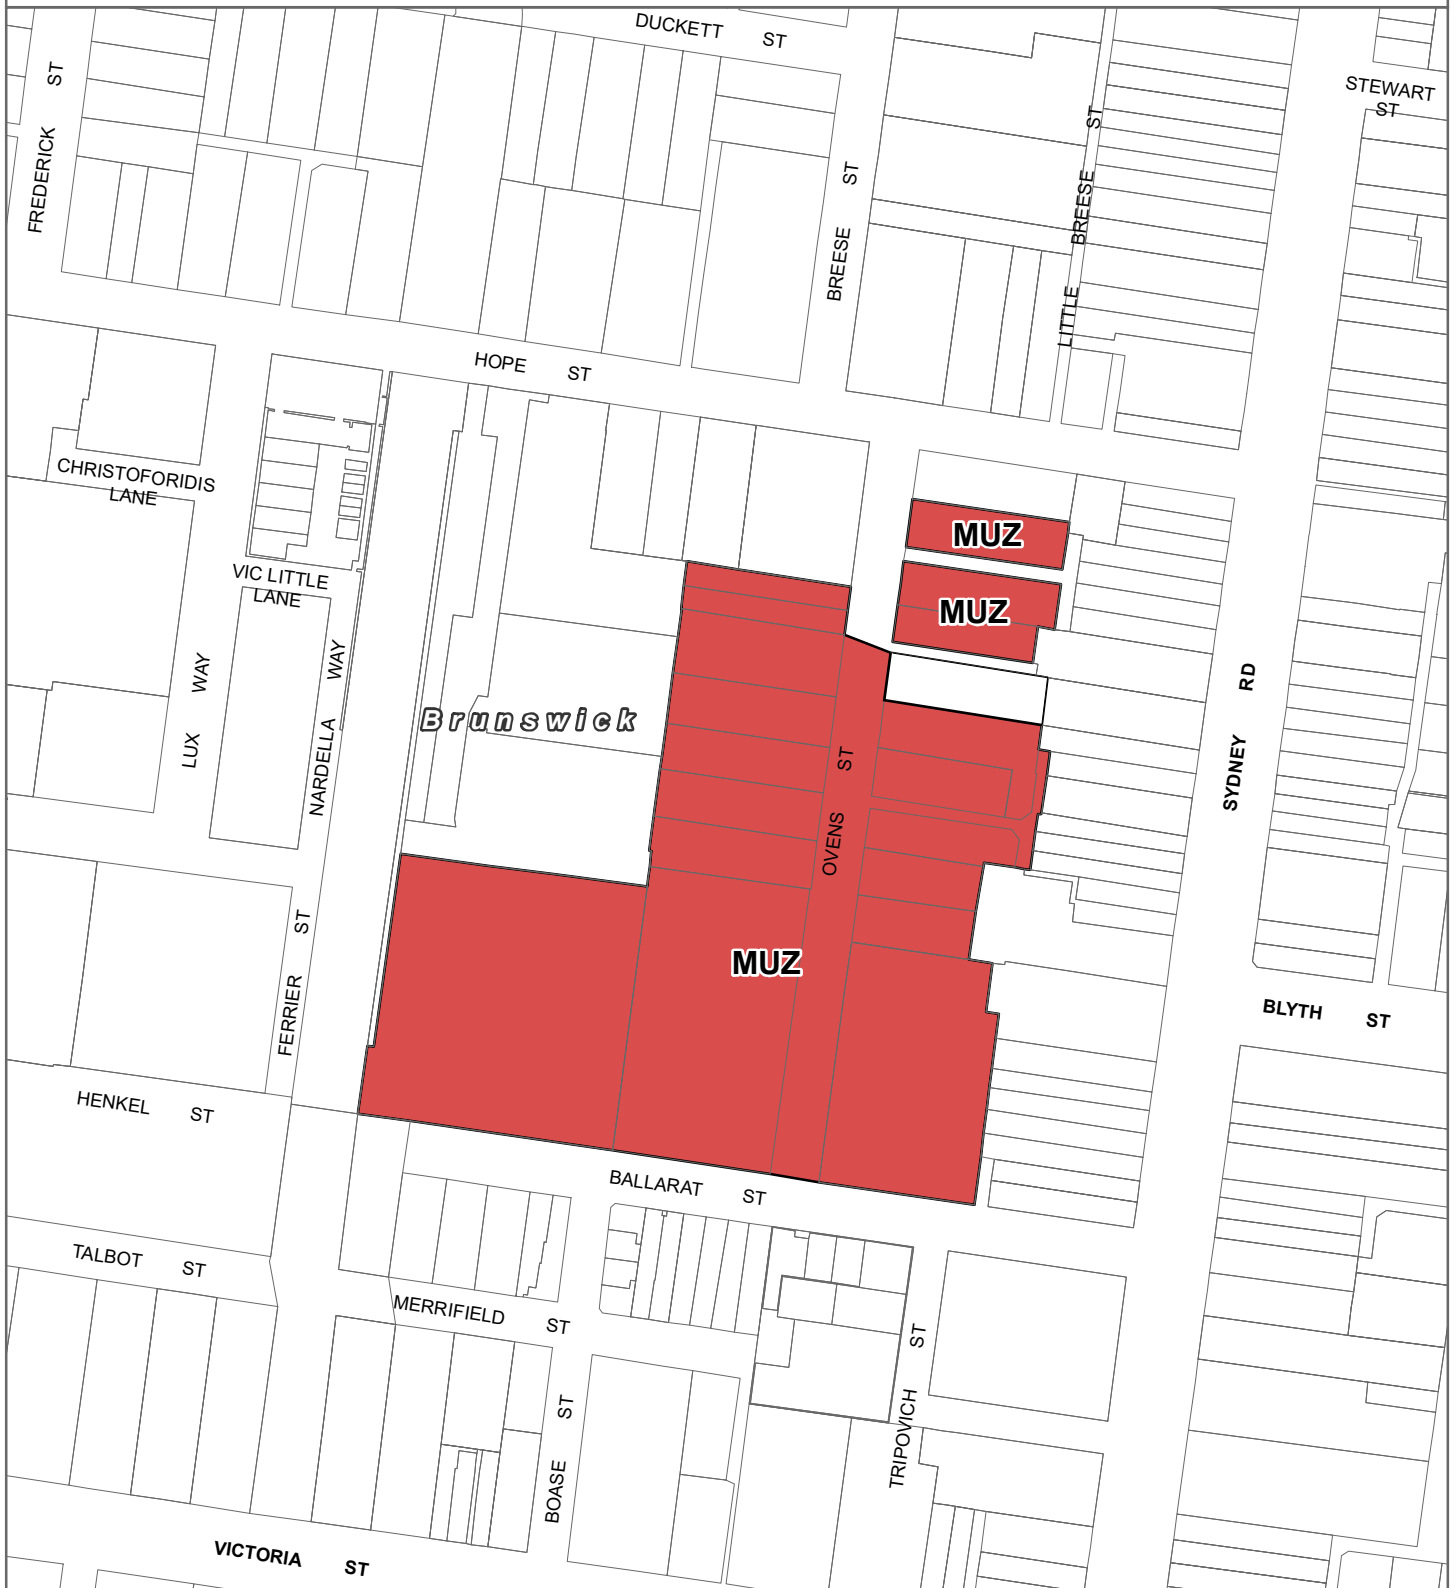 DUCKETT ST
STEWART
ST
FREDERICK ST
BREESE ST
LITTLE BREESE ST
HOPE ST
CHRISTOFORIDIS
LANE
MUZ
VIC LITTLE
LANE
MUZ
LUX WAY
NARDELLA WAY
Brunswick
OVENS ST
SYDNEY RD
MUZ
FERRIER ST
BLYTH ST
HENKEL ST
BALLARAT ST
TALBOT ST
MERRIFIELD ST
TRIPOVICH ST
BOASE ST
VICTORIA ST